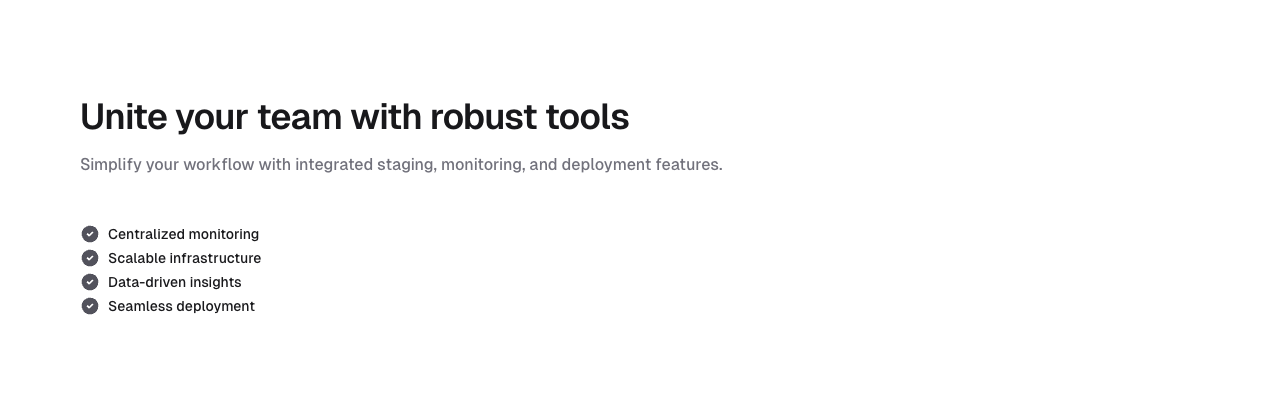 Unite your team with robust tools
Simplify your workflow with integrated staging, monitoring, and deployment features.
Centralized monitoring
Scalable infrastructure
Data-driven insights
Seamless deployment